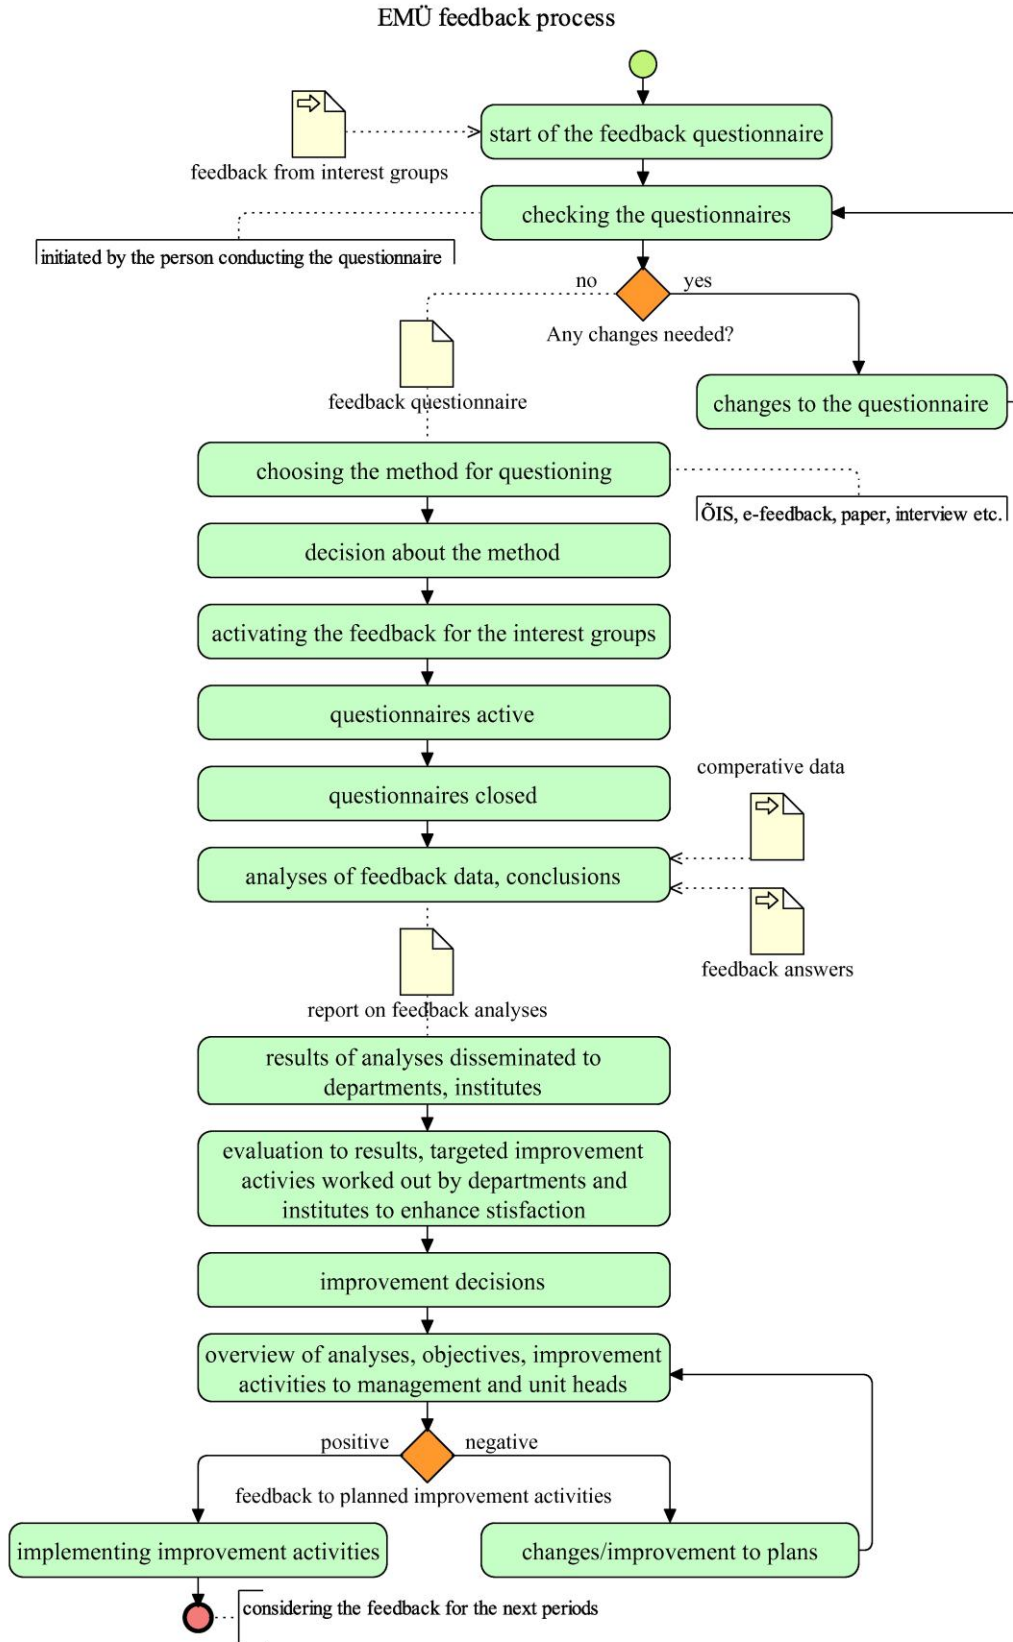 EMÜ feedback process
start of the feedback questionnaire
feedback from interest groups
checking the questionnaires
initiated by the person conducting the questionnaire
no
yes
Any changes needed?
changes to the questionnaire
feedback questionnaire
choosing the method for questioning
ÕIS, e-feedback, paper, interview etc.
decision about the method
activating the feedback for the interest groups
questionnaires active
questionnaires closed
comperative data
analyses of feedback data, conclusions
feedback answers
report on feedback analyses
results of analyses disseminated to
departments, institutes
evaluation to results, targeted improvement
activies worked out by departments and
institutes to enhance stisfaction
improvement decisions
overview of analyses, objectives, improvement
activities to management and unit heads
positive
negative
feedback to planned improvement activities
implementing improvement activities
changes/improvement to plans
considering the feedback for the next periods